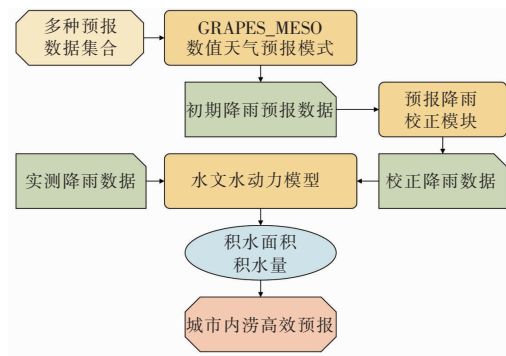 多种预报
数据集合
GRAPES_MESO
数值天气预报模式
初期降雨预报数据
预报降雨
校正模块
实测降雨数据
水文水动力模型
校正降雨数据
积水面积
积水量
城市内涝高效预报